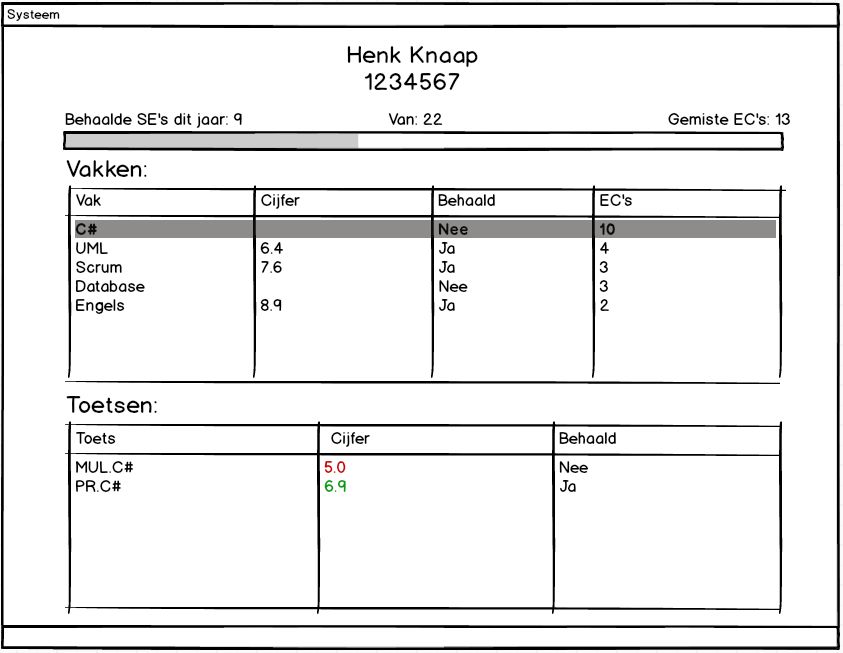 Systeem
Henk Knaap
1234567
Behaalde SE's dit jaar: 9 Van: 22 Gemiste EC's: 13
Vakken:
Vak Cijfer Behaald EC's
C# Nee 10
UML 6.4 Ja 4
Scrum 7.6 Ja 3
Database Nee 3
Engels 8.9 Ja 2
Toetsen:
Toets Cijfer Behaald
MUL.C# 5.0 Nee
PR.C# 6.9 Ja